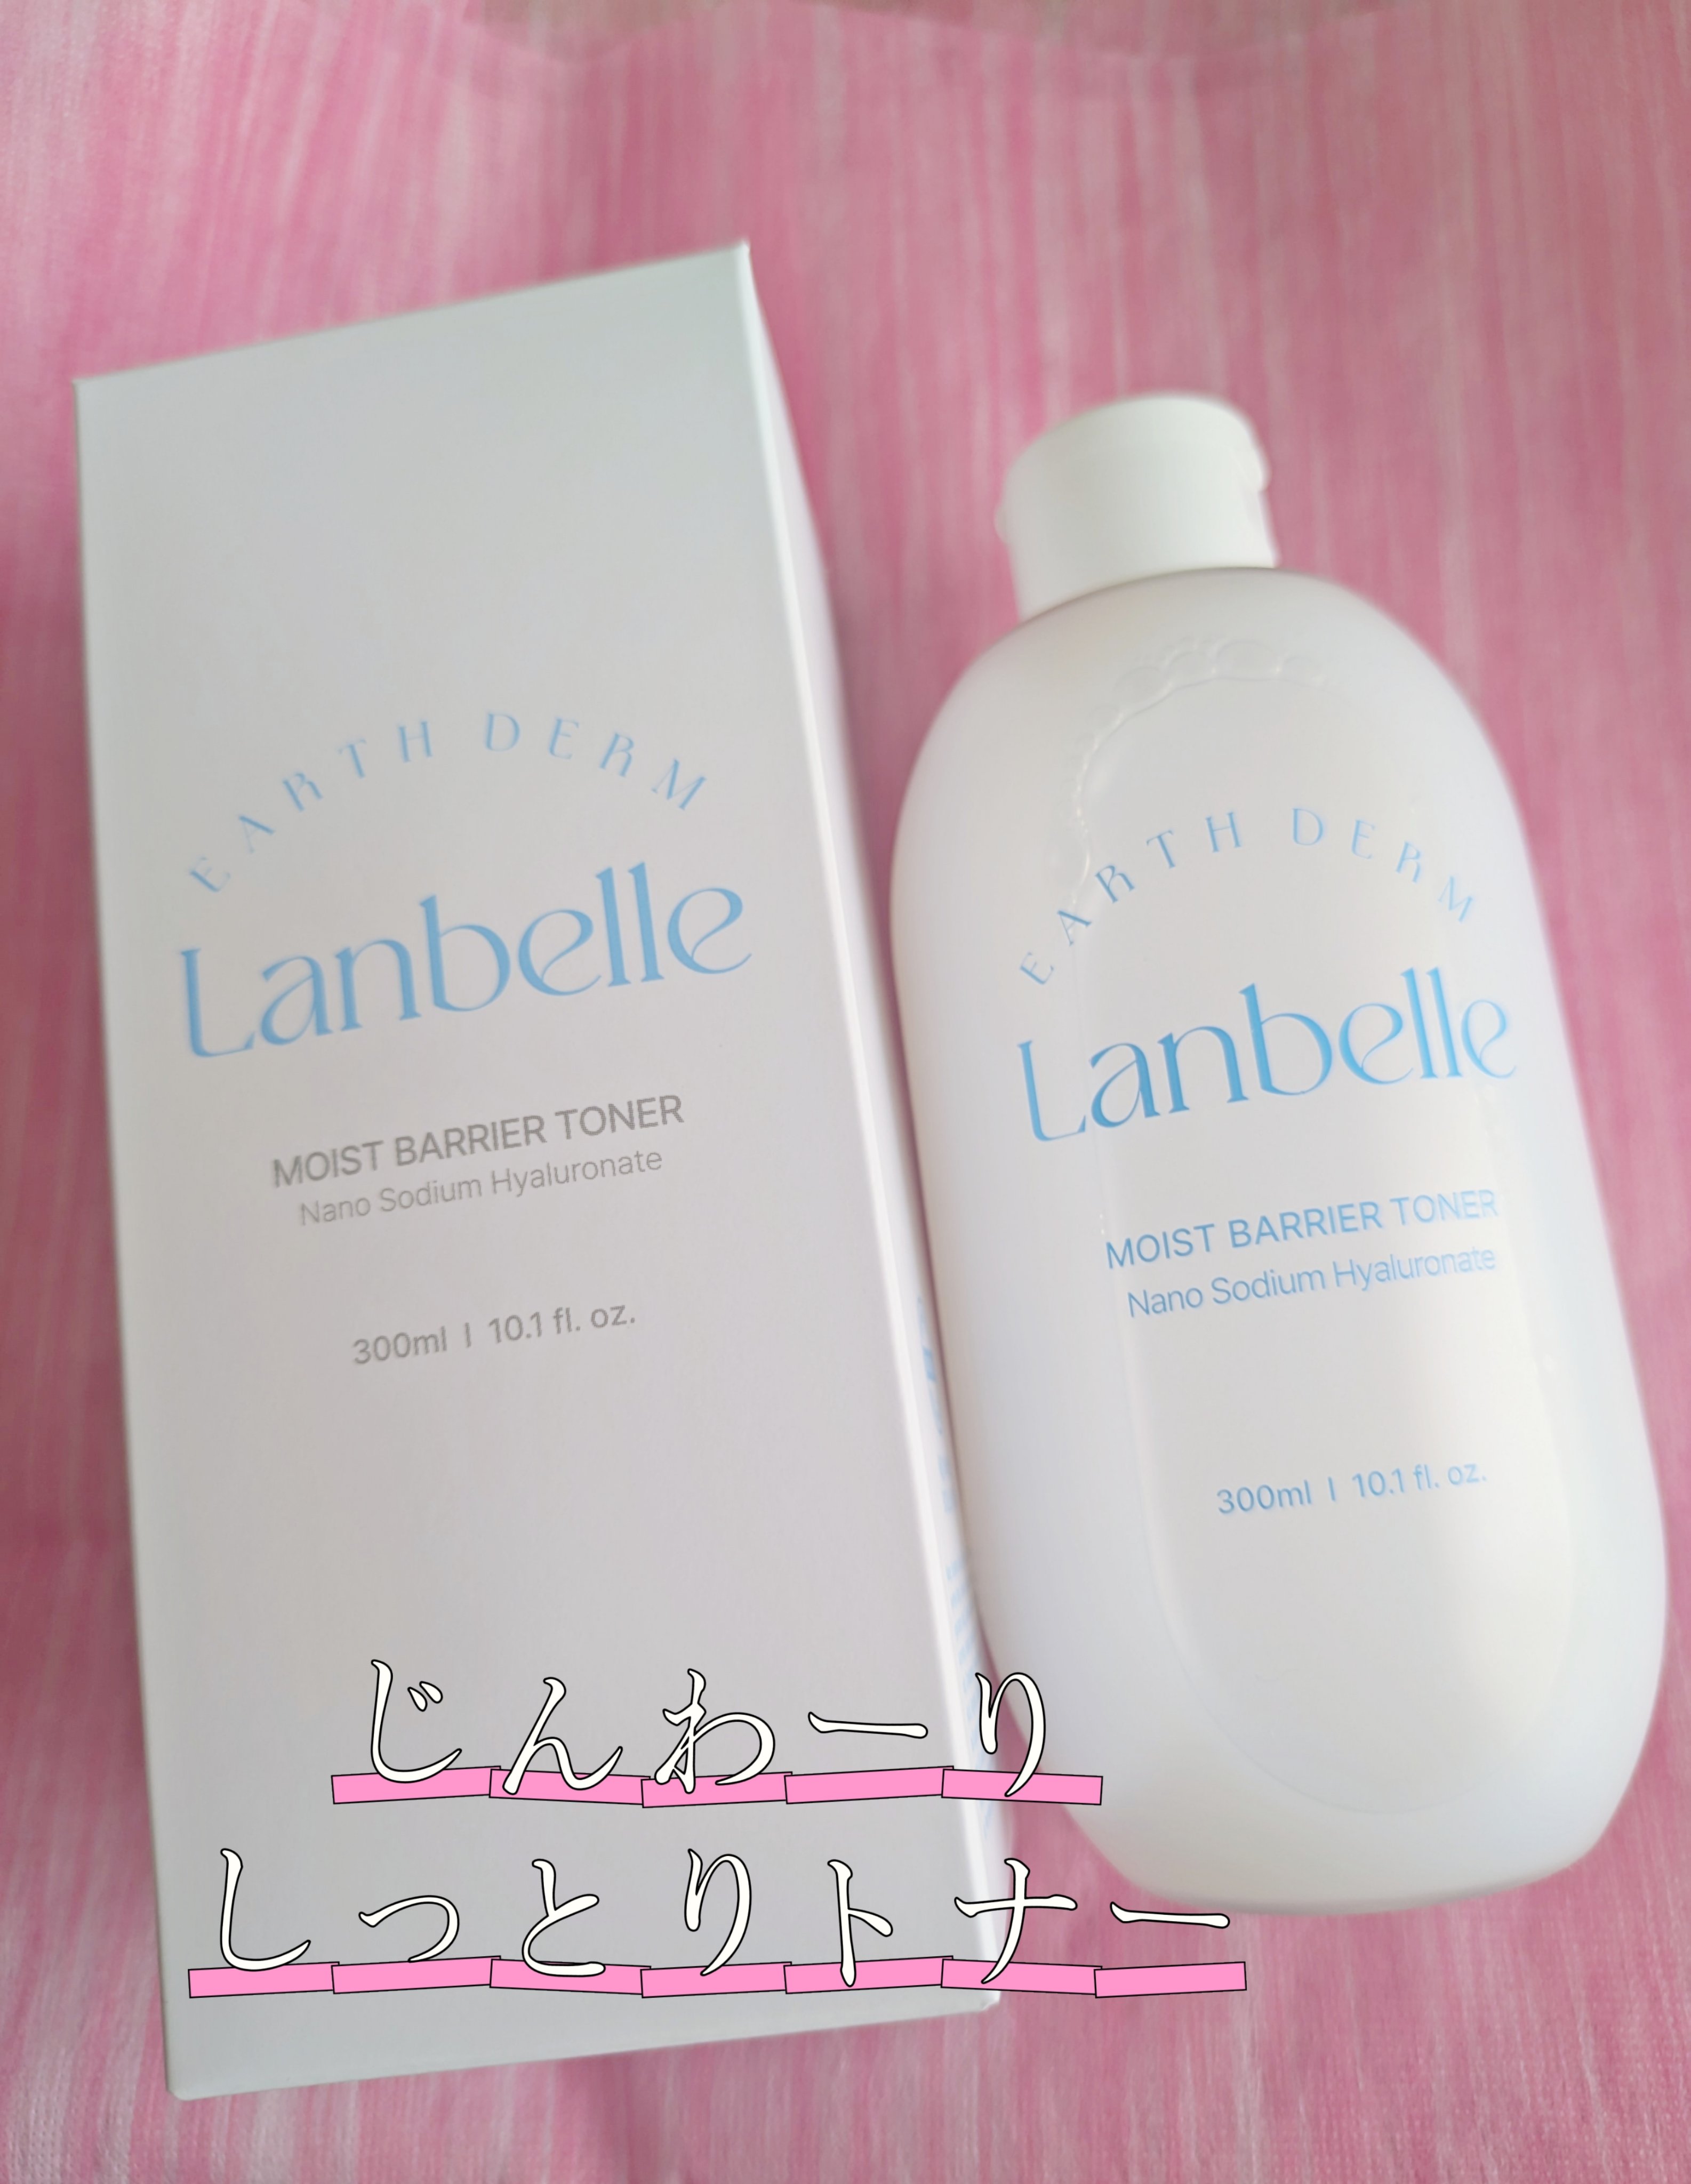 EARTH DERM
Lanbelle
MOIST BARRIER TONER
Nano Sodium Hyaluronate
300ml | 10.1 fl. oz.
EARTH DERM
Lanbelle
MOIST BARRIER TONER
Nano Sodium Hyaluronate
300ml | 10.1 fl. oz.
じんわーり
しっとりトナー